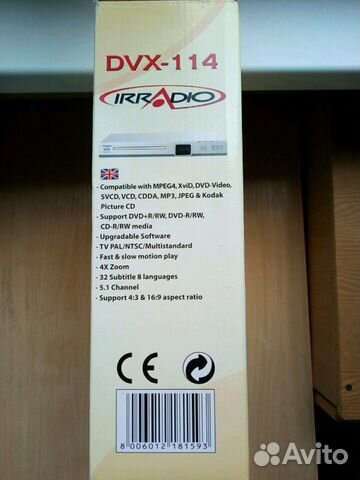 DVX-114
IRRADIO
- Compatible with MPEG4, XviD, DVD-Video,
SVCD, VCD, CDDA, MP3, JPEG & Kodak
Picture CD
- Support DVD+R/RW, DVD-R/RW,
CD-R/RW media
- Upgradable Software
- TV PAL/NTSC/Multistandard
- Fast & slow motion play
- 4X Zoom
- 32 Subtitle 8 languages
- 5.1 Channel
- Support 4:3 & 16:9 aspect ratio
CE
8 006012 181593
Avito